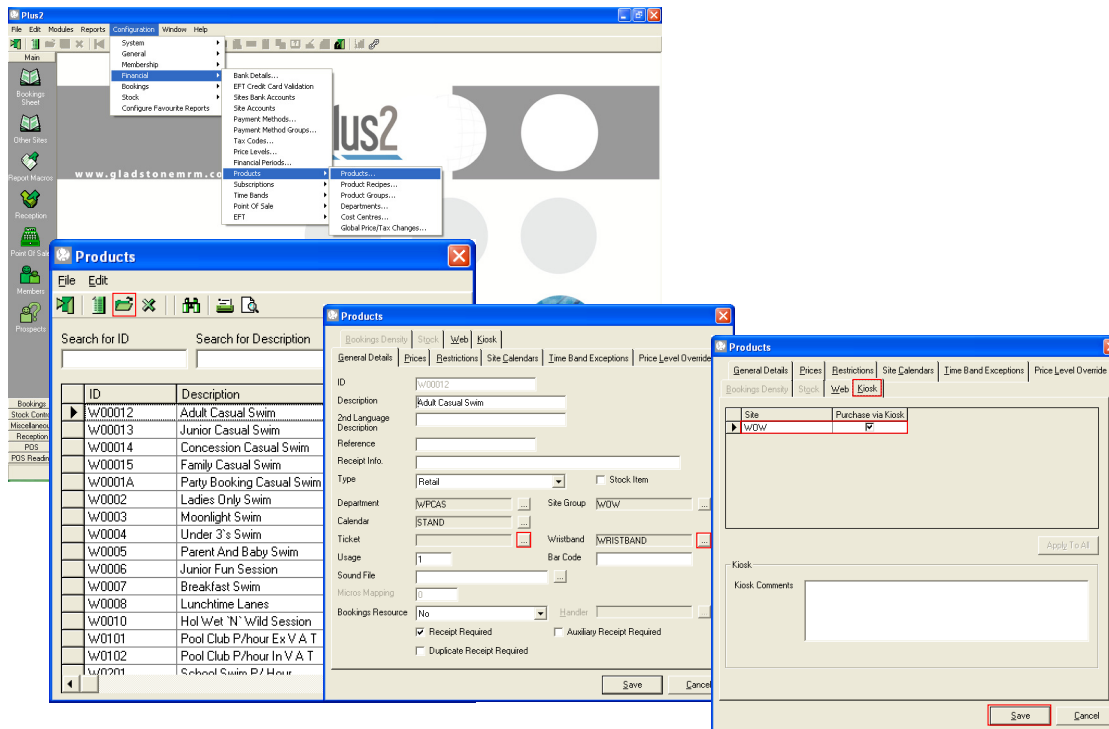 Plus2
File Edit Modules Reports Configuration Window Help
Main
Bookings Sheet
Other Sites
Report Macros
Reception
Point Of Sale
Members
Prospects
Bookings
Reception
POS
System
General
Membership
Financial
Bookings
Stock
Configure Favourite Reports
Bank Details...
EFT Credit Card Validation
Sites Bank Accounts
Site Accounts
Payment Methods...
Payment Method Groups...
Tax Codes...
Price Levels...
Financial Periods...
Products
Subscriptions
Time Bands
Point Of Sale
EFT
Products...
Product Recipes...
Product Groups...
Departments...
Cost Centres...
Global Price/Tax Changes...
lus2
www.gladstonemrm.co
Products
File Edit
Search for ID Search for Description
ID Description
W00012 Adult Casual Swim
W00013 Junior Casual Swim
W00014 Concession Casual Swim
W00015 Family Casual Swim
W0001A Party Booking Casual Swim
W0002 Ladies Only Swim
W0003 Moonlight Swim
W0004 Under 3`s Swim
W0005 Parent And Baby Swim
W0006 Junior Fun Session
W0007 Breakfast Swim
W0008 Lunchtime Lanes
W0010 Hol Wet `N` Wild Session
W0101 Pool Club P/hour Ex V A T
W0102 Pool Club P/hour In V A T
W0201 School Swim P/ Hour
Products
Bookings Density Stock Web Kiosk
General Details Prices Restrictions Site Calendars Time Band Exceptions Price Level Override
ID W00012
Description Adult Casual Swim
2nd Language Description
Reference
Receipt Info.
Type Retail Stock Item
Department WPCAS ... Site Group WOW ...
Calendar STAND ...
Ticket ... Wristband WRISTBAND ...
Usage 1 Bar Code
Sound File ...
Micros Mapping 0
Bookings Resource No Handler ...
Receipt Required Auxiliary Receipt Required
Duplicate Receipt Required
Save Cancel
Products
General Details Prices Restrictions Site Calendars Time Band Exceptions Price Level Override
Bookings Density Stock Web Kiosk
Site Purchase via Kiosk
WOW
Apply To All
Kiosk
Kiosk Comments
Save Cancel